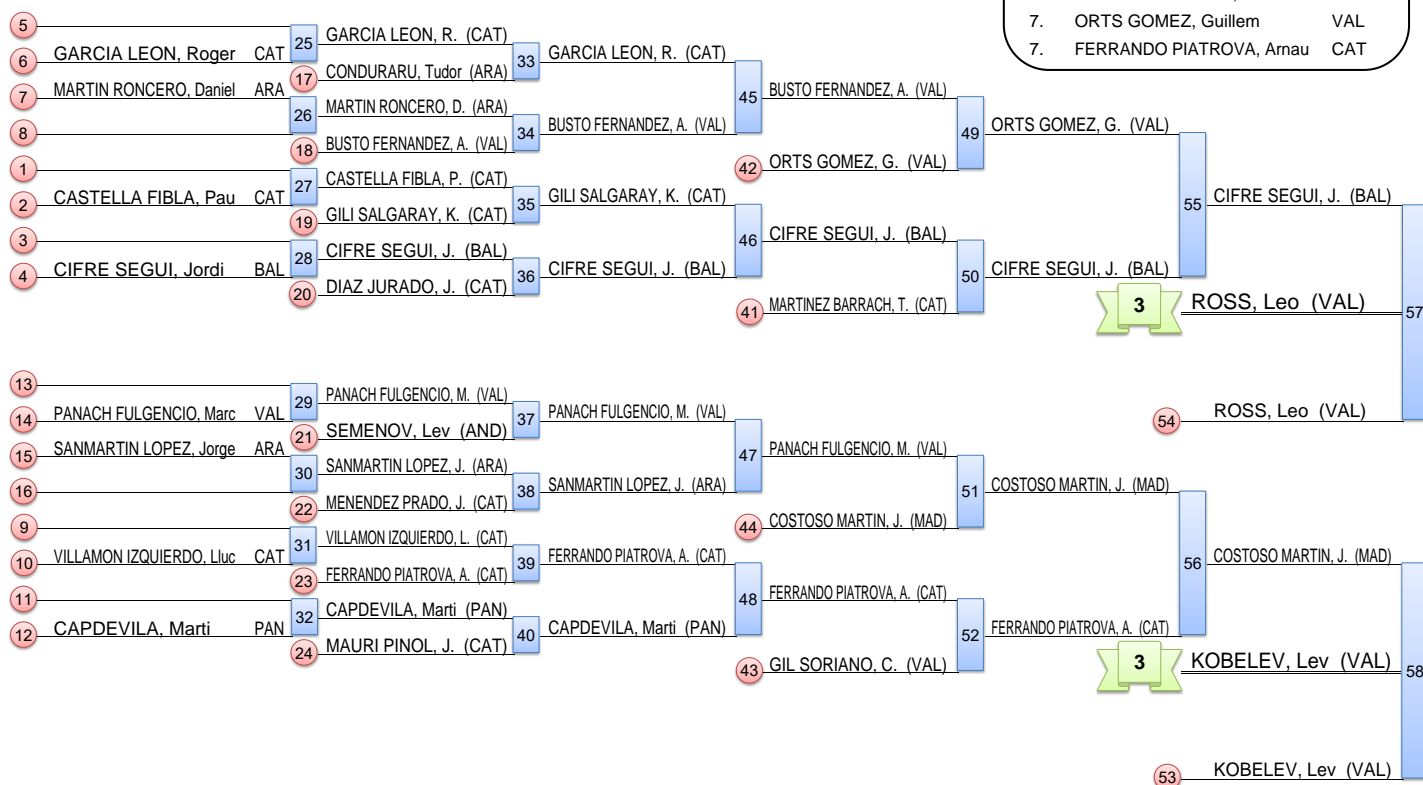 7. ORTS GOMEZ, Guillem VAL
7. FERRANDO PIATROVA, Arnau CAT
5
6 GARCIA LEON, Roger CAT
25 GARCIA LEON, R. (CAT)
17 CONDURARU, Tudor (ARA)
33 GARCIA LEON, R. (CAT)
7 MARTIN RONCERO, Daniel ARA
8
26 MARTIN RONCERO, D. (ARA)
18 BUSTO FERNANDEZ, A. (VAL)
34 BUSTO FERNANDEZ, A. (VAL)
45 BUSTO FERNANDEZ, A. (VAL)
42 ORTS GOMEZ, G. (VAL)
49 ORTS GOMEZ, G. (VAL)
1
2 CASTELLA FIBLA, Pau CAT
27 CASTELLA FIBLA, P. (CAT)
19 GILI SALGARAY, K. (CAT)
35 GILI SALGARAY, K. (CAT)
3
4 CIFRE SEGUI, Jordi BAL
28 CIFRE SEGUI, J. (BAL)
20 DIAZ JURADO, J. (CAT)
36 CIFRE SEGUI, J. (BAL)
46 CIFRE SEGUI, J. (BAL)
41 MARTINEZ BARRACH, T. (CAT)
50 CIFRE SEGUI, J. (BAL)
55 CIFRE SEGUI, J. (BAL)
3 ROSS, Leo (VAL)
57
54 ROSS, Leo (VAL)
13
14 PANACH FULGENCIO, Marc VAL
29 PANACH FULGENCIO, M. (VAL)
21 SEMENOV, Lev (AND)
37 PANACH FULGENCIO, M. (VAL)
15 SANMARTIN LOPEZ, Jorge ARA
16
30 SANMARTIN LOPEZ, J. (ARA)
22 MENENDEZ PRADO, J. (CAT)
38 SANMARTIN LOPEZ, J. (ARA)
47 PANACH FULGENCIO, M. (VAL)
44 COSTOSO MARTIN, J. (MAD)
51 COSTOSO MARTIN, J. (MAD)
9
10 VILLAMON IZQUIERDO, Lluc CAT
31 VILLAMON IZQUIERDO, L. (CAT)
23 FERRANDO PIATROVA, A. (CAT)
39 FERRANDO PIATROVA, A. (CAT)
11
12 CAPDEVILA, Marti PAN
32 CAPDEVILA, Marti (PAN)
24 MAURI PINOL, J. (CAT)
40 CAPDEVILA, Marti (PAN)
48 FERRANDO PIATROVA, A. (CAT)
43 GIL SORIANO, C. (VAL)
52 FERRANDO PIATROVA, A. (CAT)
56 COSTOSO MARTIN, J. (MAD)
3 KOBELEV, Lev (VAL)
58
53 KOBELEV, Lev (VAL)